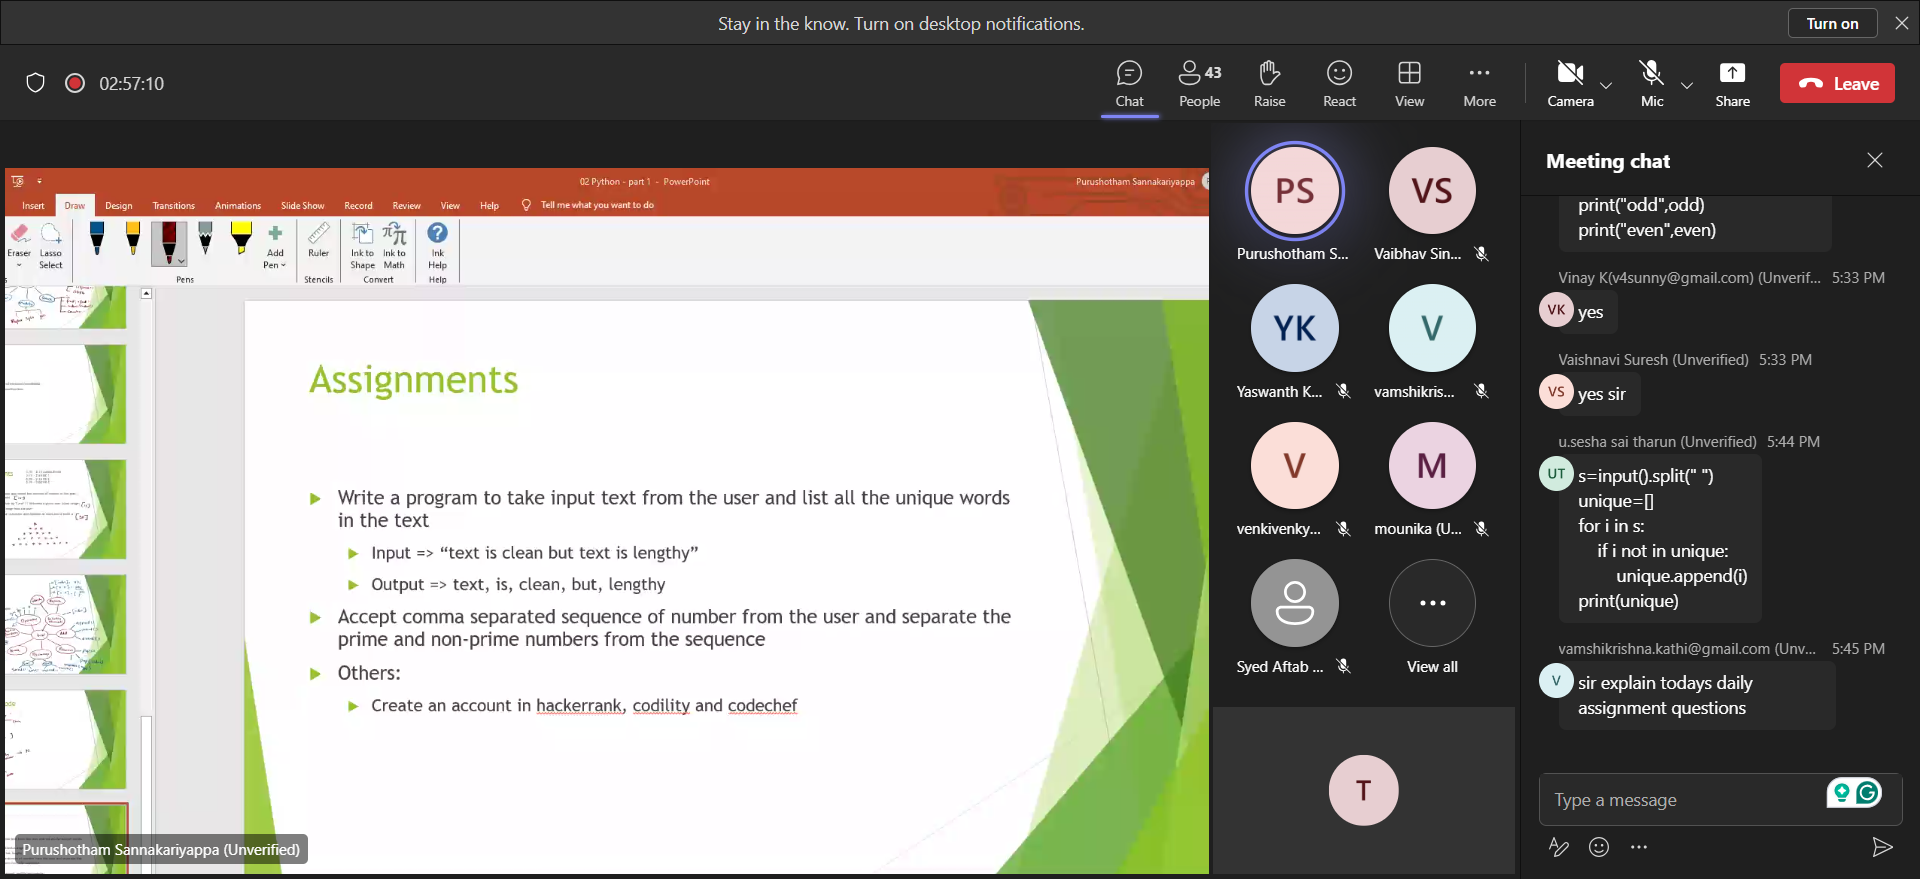 Stay in the know. Turn on desktop notifications.
Turn on
02:57:10
Chat
People
43
Raise
React
View
More
Camera
Mic
Share
Leave
02 Python - part 1 - PowerPoint
Purushotham Sannakariyappa
Insert
Draw
Design
Transitions
Animations
Slide Show
Record
Review
View
Help
Tell me what you want to do
Eraser
Lasso
Select
Add
Pen
Ruler
Ink to
Shape
Ink to
Math
Ink
Help
Pens
Stencils
Convert
Help
Assignments
Write a program to take input text from the user and list all the unique words
in the text
Input => “text is clean but text is lengthy”
Output => text, is, clean, but, lengthy
Accept comma separated sequence of number from the user and separate the
prime and non-prime numbers from the sequence
Others:
Create an account in hackerrank, codility and codechef
Purushotham Sannakariyappa (Unverified)
PS
Purushotham S...
VS
Vaibhav Sin...
YK
Yaswanth K...
V
vamshikris...
V
venkivenky...
M
mounika (U...
Syed Aftab ...
View all
T
Meeting chat
print("odd",odd)
print("even",even)
Vinay K(v4sunny@gmail.com) (Unverif... 5:33 PM
VK
yes
Vaishnavi Suresh (Unverified) 5:33 PM
VS
yes sir
u.sesha sai tharun (Unverified) 5:44 PM
UT
s=input().split(" ")
unique=[]
for i in s:
if i not in unique:
unique.append(i)
print(unique)
vamshikrishna.kathi@gmail.com (Unv... 5:45 PM
V
sir explain todays daily
assignment questions
Type a message